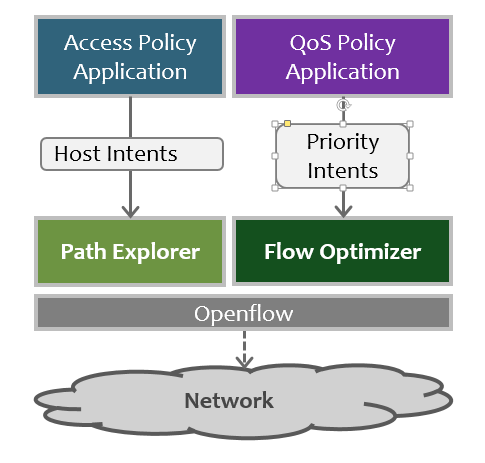 Access Policy
Application
QoS Policy
Application
Host Intents
Priority
Intents
Path Explorer
Flow Optimizer
Openflow
Network